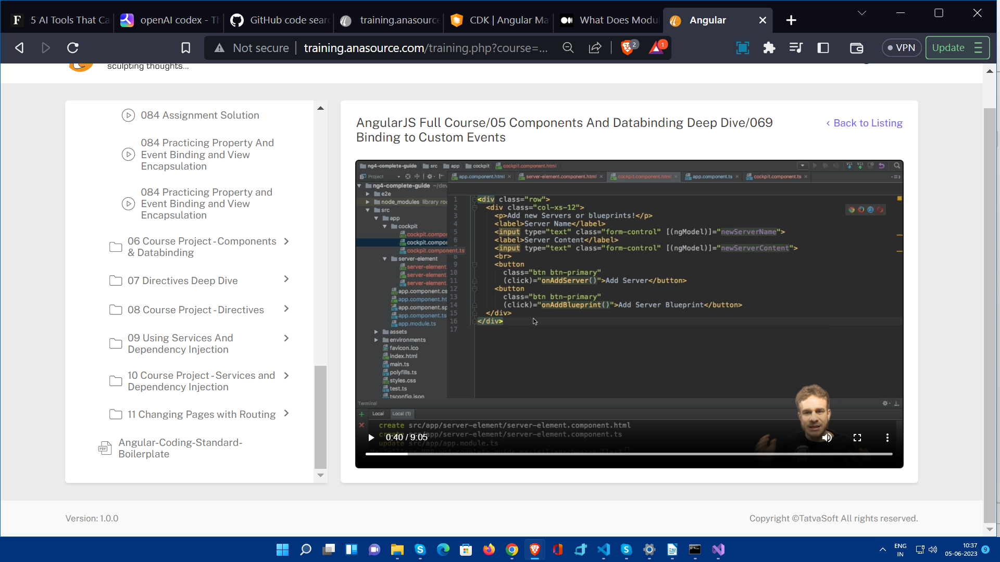 5 AI Tools That Ca
openAI codex - Th
GitHub code sear
training.anasource
CDK | Angular Ma
What Does Modul
Angular
Not secure
training.anasource.com/training.php?course=...
2
1
VPN
Update
sculpting thoughts...
084 Assignment Solution
084 Practicing Property And
Event Binding and View
Encapsulation
084 Practicing Property and
Event Binding and View
Encapsulation
06 Course Project - Components
& Databinding
07 Directives Deep Dive
08 Course Project - Directives
09 Using Services And
Dependency Injection
10 Course Project - Services and
Dependency Injection
11 Changing Pages with Routing
PDF
Angular-Coding-Standard-
Boilerplate
AngularJS Full Course/05 Components And Databinding Deep Dive/069
Binding to Custom Events
‹ Back to Listing
ng4-complete-guide src app cockpit cockpit.component.html
VCS VCS
Project
app.component.html server-element.component.html cockpit.component.html app.component.ts cockpit.component.ts
ng4-complete-guide ~/dev
e2e
node_modules library roo
src
app
cockpit
cockpit.compon
cockpit.compon
cockpit.component.ts
server-element
server-element.
server-element.
server-element.
app.component.cs
app.component.ht
app.component.sp
app.component.ts
app.module.ts
assets
environments
favicon.ico
index.html
main.ts
polyfills.ts
styles.css
test.ts
tsconfig.json
1 <div class="row">
2 <div class="col-xs-12">
3 <p>Add new Servers or blueprints!</p>
4 <label>Server Name</label>
5 <input type="text" class="form-control" [(ngModel)]="newServerName">
6 <label>Server Content</label>
<input type="text" class="form-control" [(ngModel)]="newServerContent">
8 <br>
9 <button
10 class="btn btn-primary"
11 (click)="onAddServer()">Add Server</button>
12 <button
13 class="btn btn-primary"
14 (click)="onAddBlueprint()">Add Server Blueprint</button>
15 </div>
16 </div>
17
Terminal
Local Local (1)
create src/app/server-element/server-element.component.html
create src/app/server-element/server-element.component.ts
update src/app/app.module.ts
0:40 / 9:05
Version: 1.0.0
Copyright ©TatvaSoft All rights reserved.
ENG
IN
10:37
05-06-2023
9